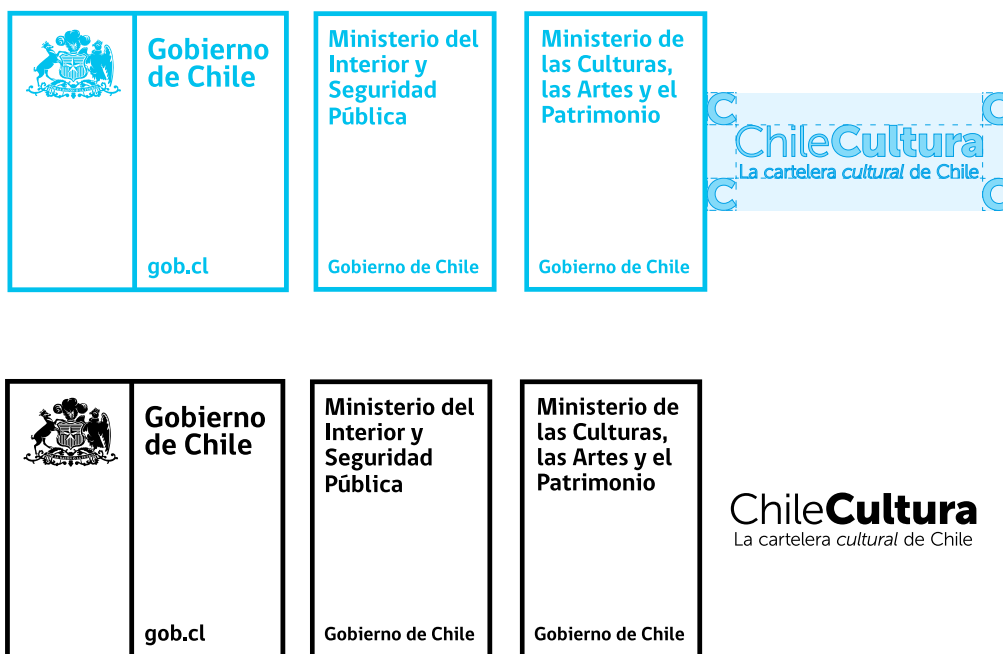 Gobierno
de Chile
gob.cl
Ministerio del
Interior y
Seguridad
Pública
Gobierno de Chile
Ministerio de
las Culturas,
las Artes y el
Patrimonio
Gobierno de Chile
C
C
ChileCultura
La cartelera cultural de Chile
C
C
Gobierno
de Chile
gob.cl
Ministerio del
Interior y
Seguridad
Pública
Gobierno de Chile
Ministerio de
las Culturas,
las Artes y el
Patrimonio
Gobierno de Chile
ChileCultura
La cartelera cultural de Chile